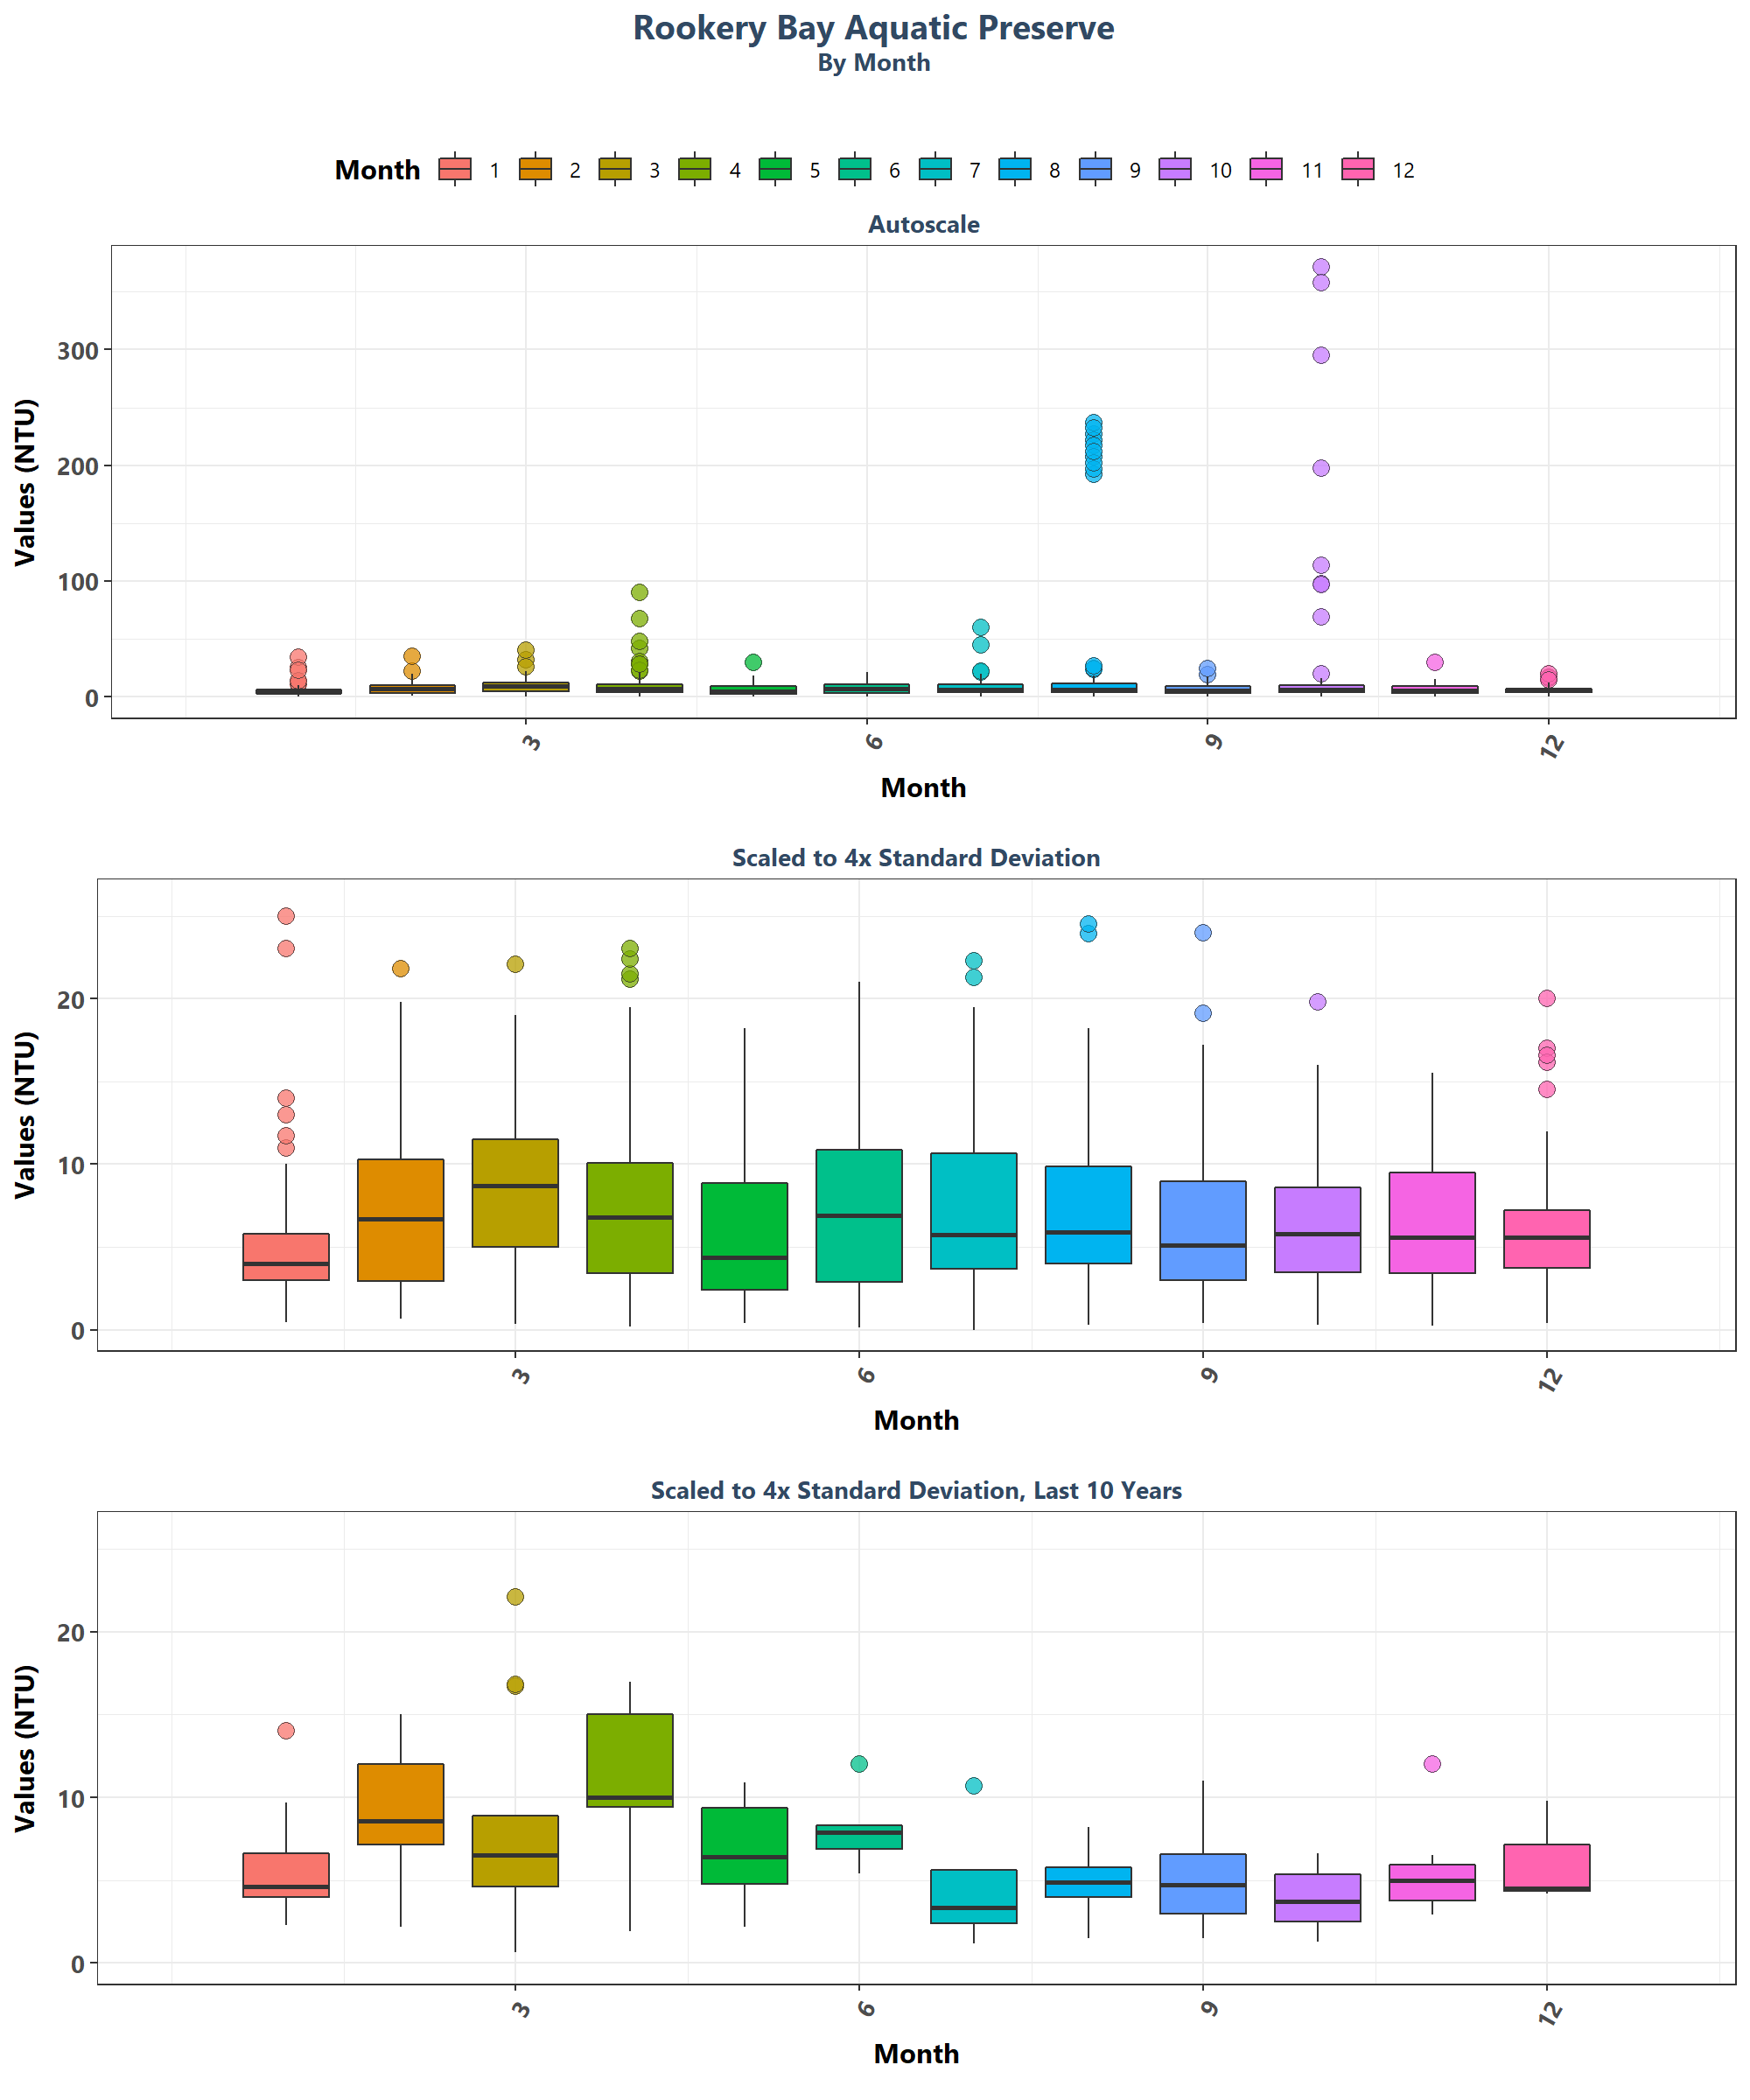 Rookery Bay Aquatic Preserve
By Month
Month 1 2 3 4 5 6 7 8 9 10 11 12
Autoscale
Values (NTU)
300
200
100
0
3 6 9 12
Month
Scaled to 4x Standard Deviation
Values (NTU)
20
10
0
3 6 9 12
Month
Scaled to 4x Standard Deviation, Last 10 Years
Values (NTU)
20
10
0
3 6 9 12
Month